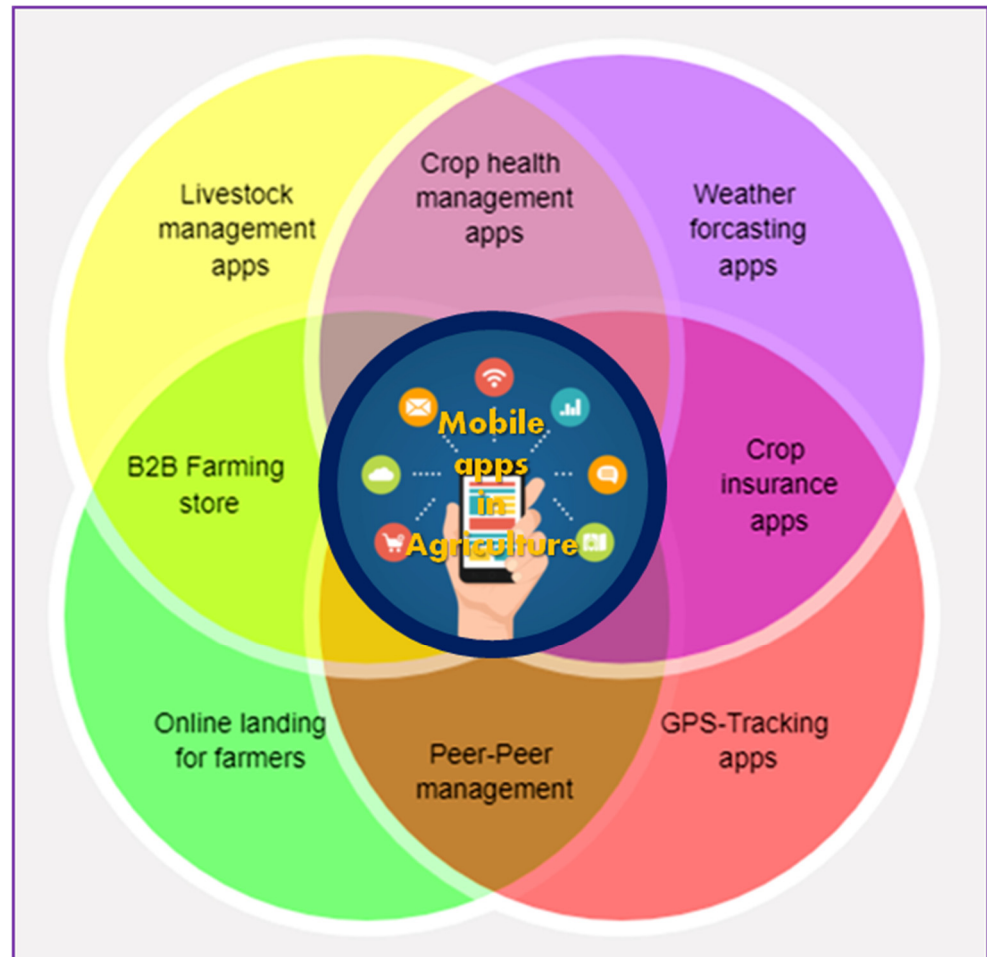 Livestock
management
apps
Crop health
management
apps
Weather
forcasting
apps
B2B Farming
store
Mobile
apps
in
Agriculture
Crop
insurance
apps
Online landing
for farmers
Peer-Peer
management
GPS-Tracking
apps